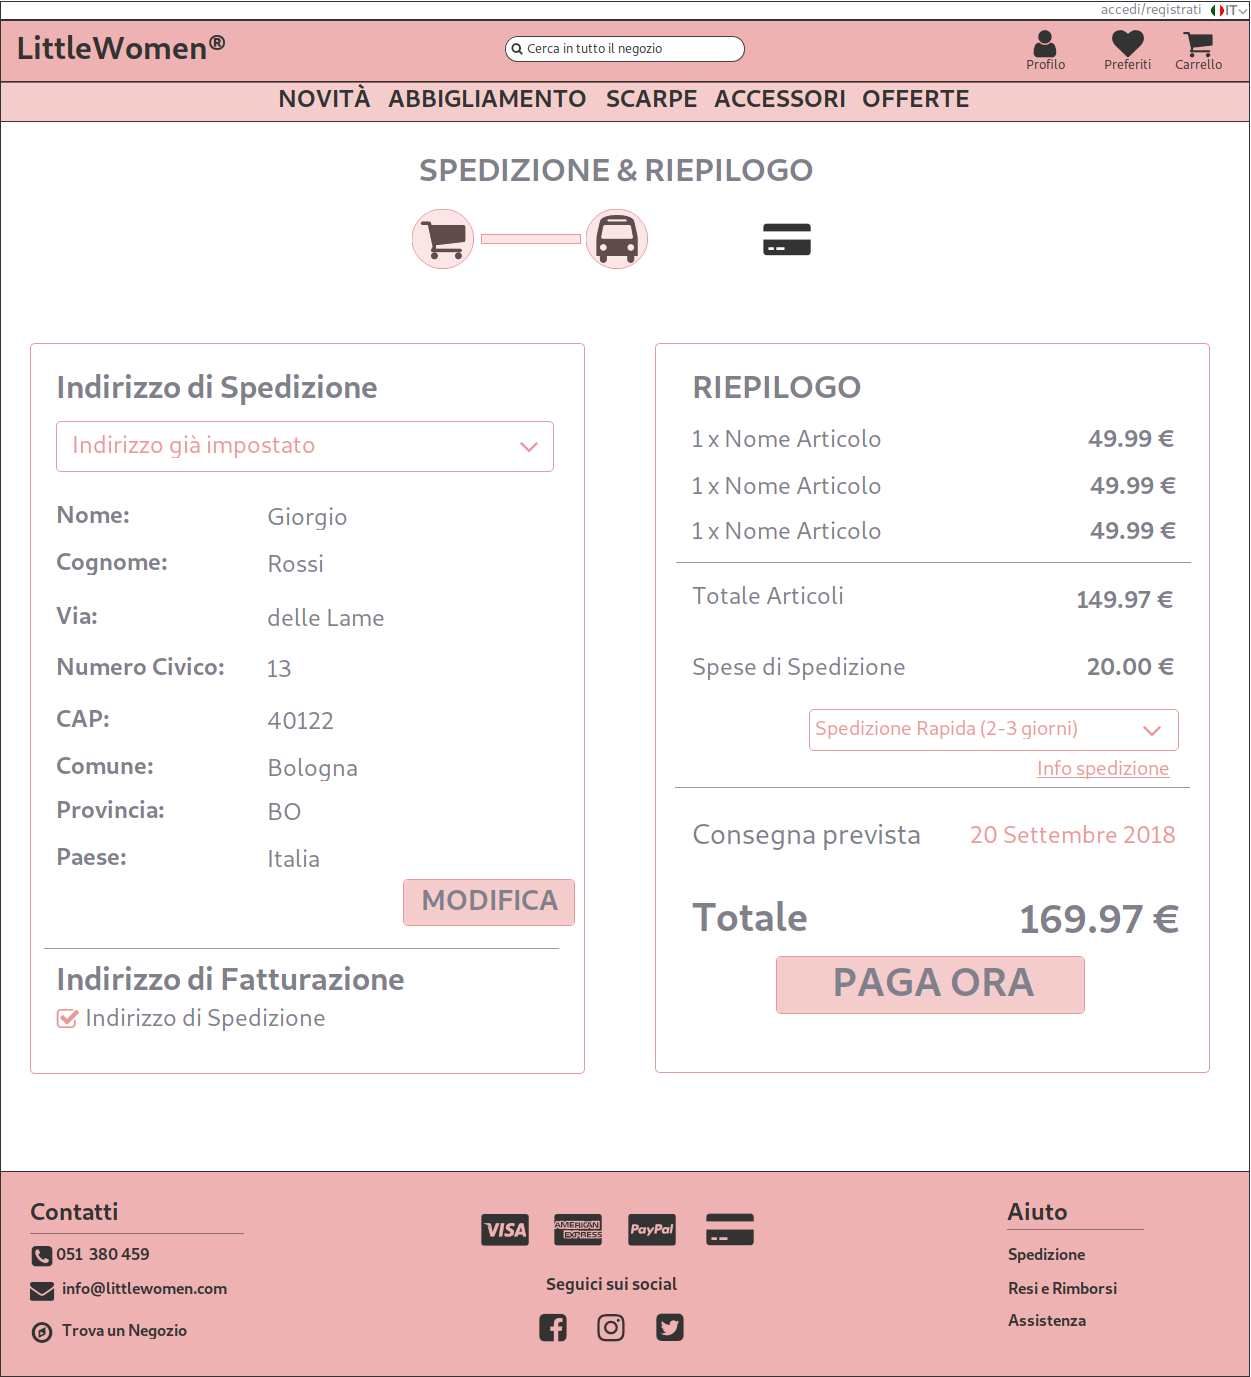 accedi/registrati IT
LittleWomen®
Cerca in tutto il negozio
Profilo Preferiti Carrello
NOVITÀ ABBIGLIAMENTO SCARPE ACCESSORI OFFERTE
SPEDIZIONE & RIEPILOGO
Indirizzo di Spedizione
Indirizzo già impostato
Nome: Giorgio
Cognome: Rossi
Via: delle Lame
Numero Civico: 13
CAP: 40122
Comune: Bologna
Provincia: BO
Paese: Italia
MODIFICA
Indirizzo di Fatturazione
Indirizzo di Spedizione
RIEPILOGO
1 x Nome Articolo 49.99 €
1 x Nome Articolo 49.99 €
1 x Nome Articolo 49.99 €
Totale Articoli 149.97 €
Spese di Spedizione 20.00 €
Spedizione Rapida (2-3 giorni)
Info spedizione
Consegna prevista 20 Settembre 2018
Totale 169.97 €
PAGA ORA
Contatti
051 380 459
info@littlewomen.com
Trova un Negozio
VISA AMERICAN EXPRESS PayPal
Seguici sui social
Aiuto
Spedizione
Resi e Rimborsi
Assistenza